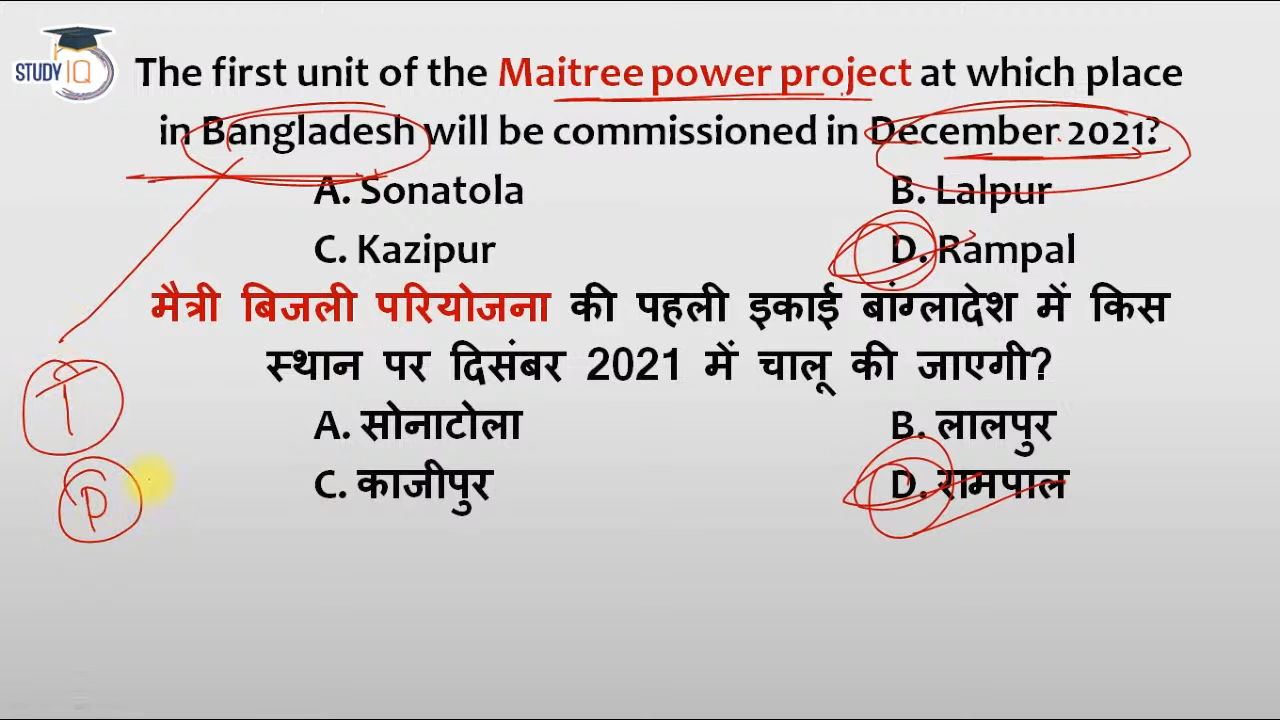 STUDY IQ
The first unit of the Maitree power project at which place
in Bangladesh will be commissioned in December 2021?
A. Sonatola B. Lalpur
C. Kazipur D. Rampal
मैत्री बिजली परियोजना की पहली इकाई बांग्लादेश में किस
स्थान पर दिसंबर 2021 में चालू की जाएगी?
T
A. सोनाटोला B. लालपुर
C. काजीपुर D. रामपाल
P